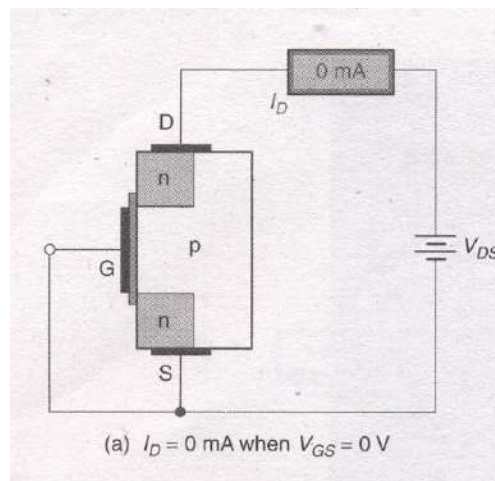 0 mA
I_D
D
n
p
V_DS
G
n
S
(a) I_D = 0 mA when V_GS = 0 V